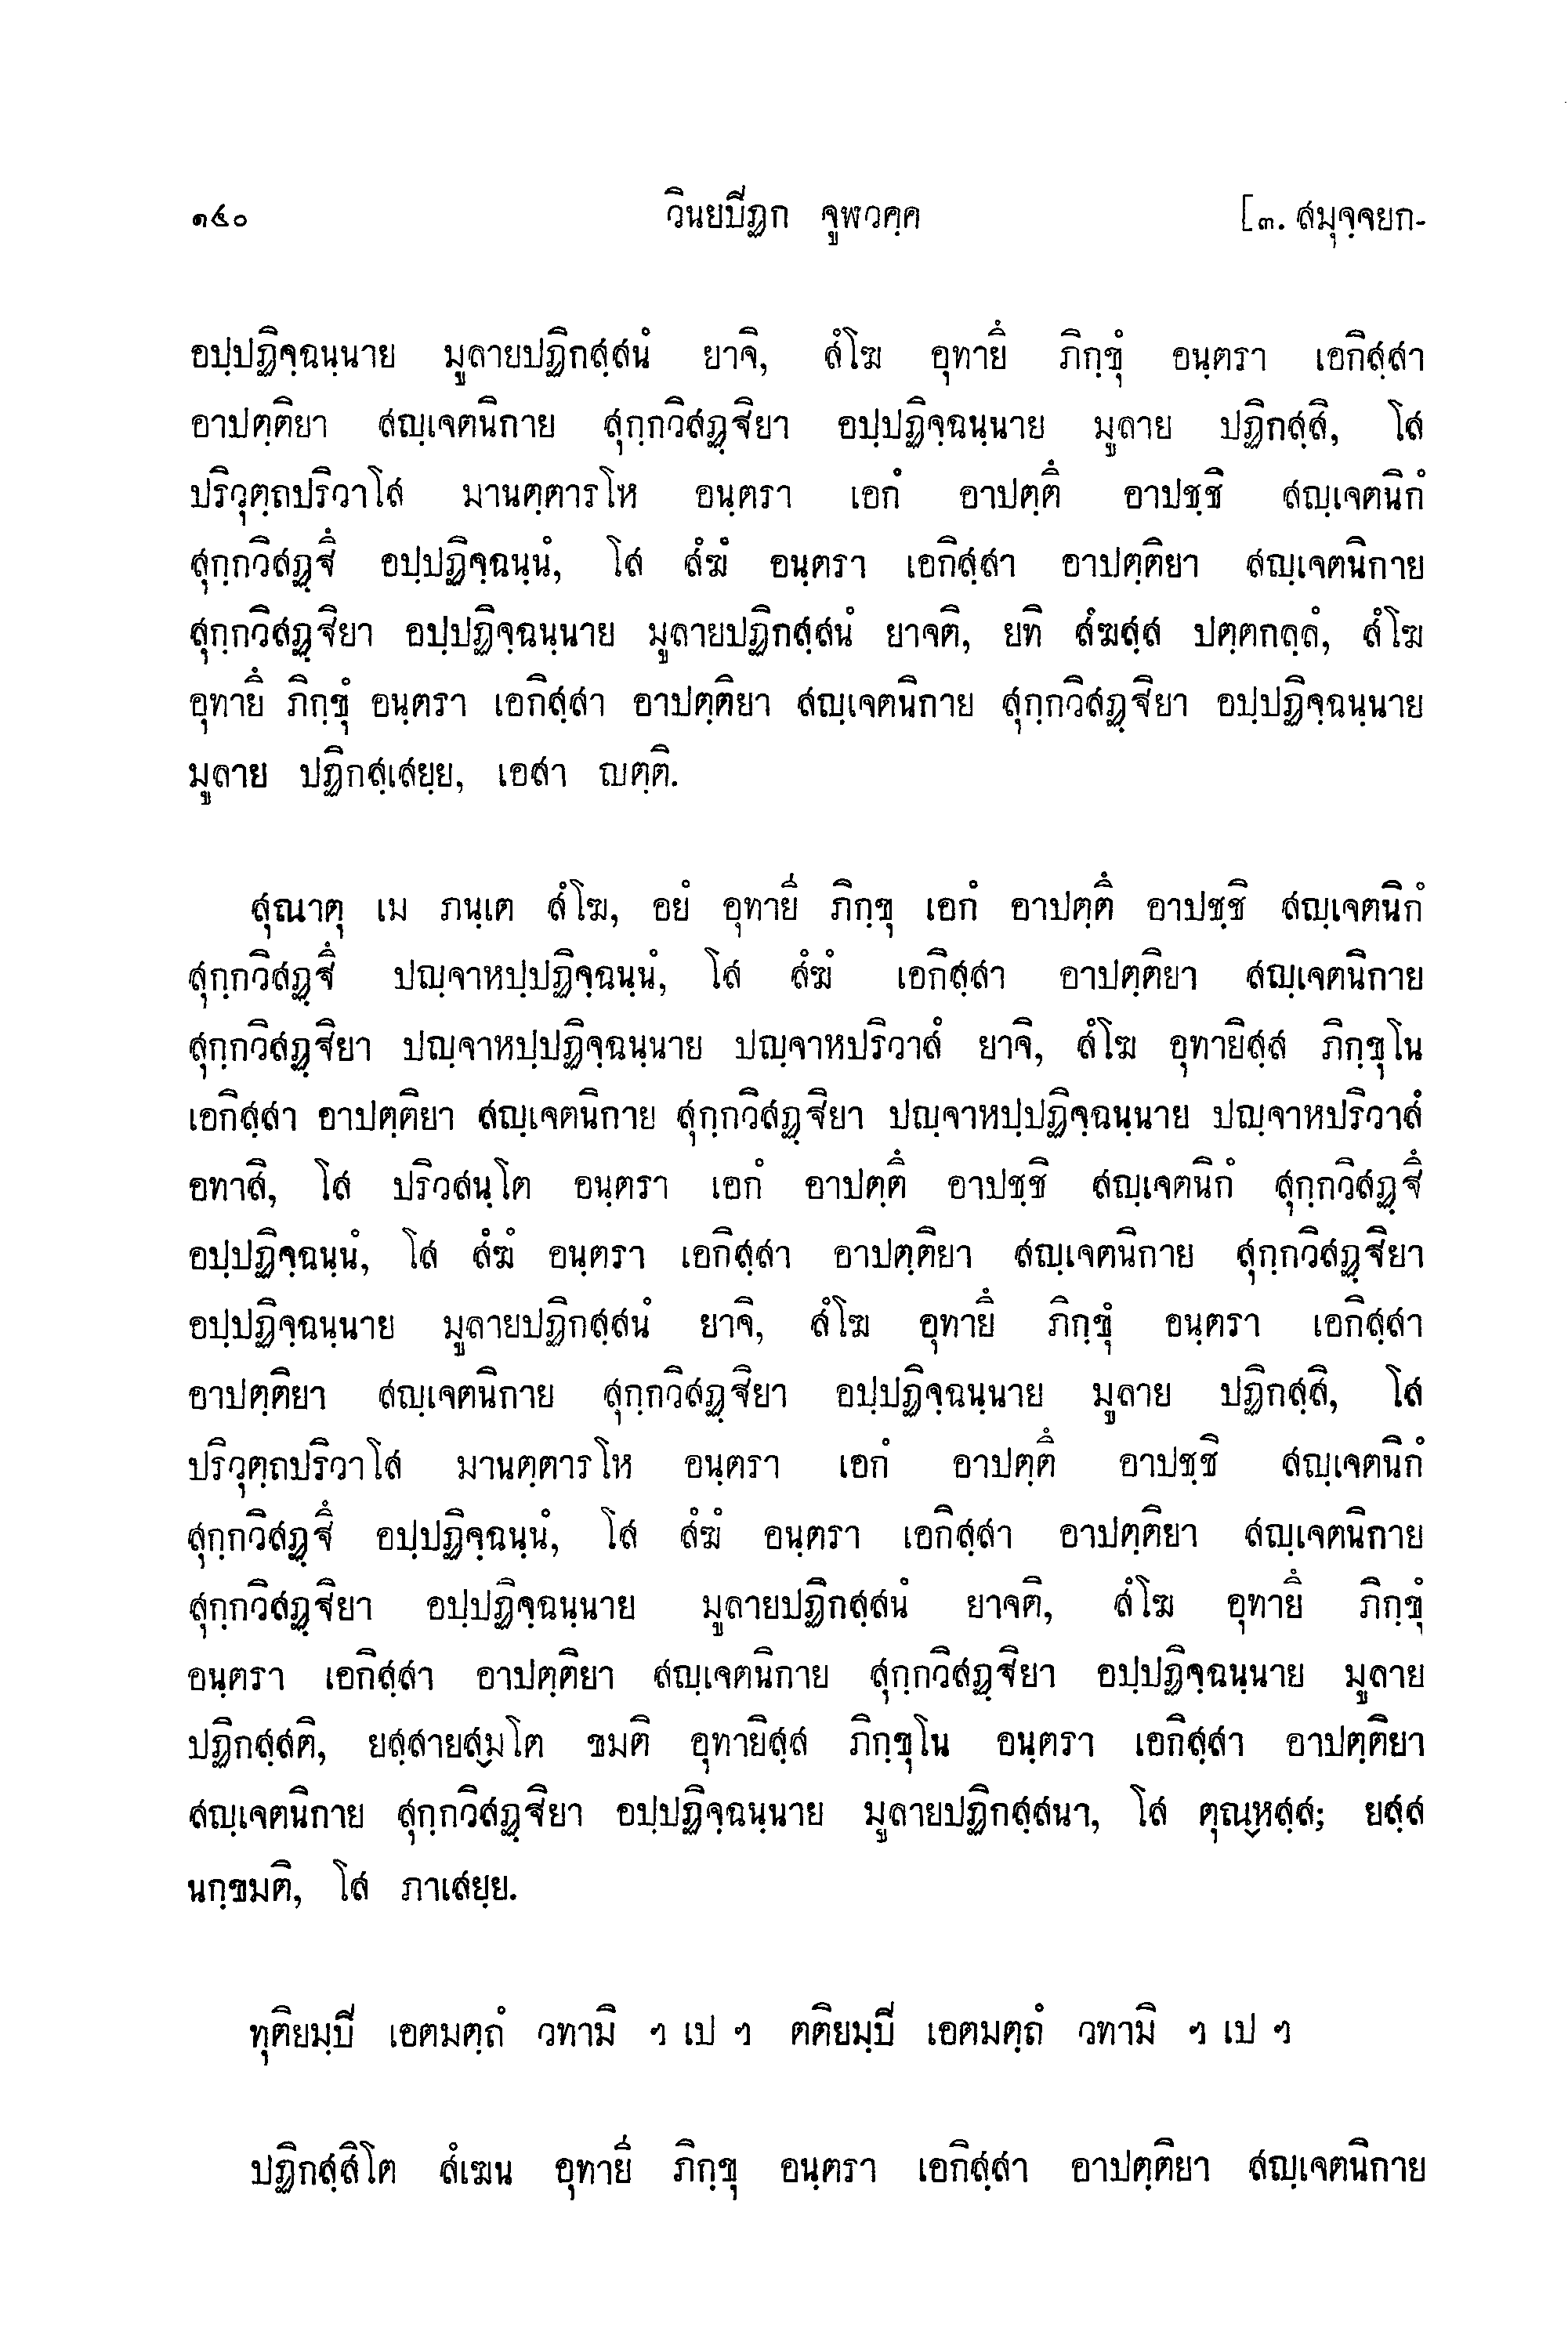 ๑๔๐ วินยปิฏก จูฬวคฺค [๓. สมุจฺจยก-
อปฺปฏิจฺฉนฺนาย มูลายปฏิกสฺสนํ ยาจิ, สํโฆ อุทายึ ภิกฺขุํ อนฺตรา เอกิสฺสา
อาปตฺติยา สญฺเจตนิกาย สุกฺกวิสฏฺฐิยา อปฺปฏิจฺฉนฺนาย มูลาย ปฏิกสฺสิ, โส
ปริวุตฺถปริวาโส มานตฺตารโห อนฺตรา เอกํ อาปตฺตึ อาปชฺชิ สญฺเจตนิกํ
สุกฺกวิสฏฺฐึ อปฺปฏิจฺฉนฺนํ, โส สํฆํ อนฺตรา เอกิสฺสา อาปตฺติยา สญฺเจตนิกาย
สุกฺกวิสฏฺฐิยา อปฺปฏิจฺฉนฺนาย มูลายปฏิกสฺสนํ ยาจติ, ยทิ สํฆสฺส ปตฺตกลฺลํ, สํโฆ
อุทายึ ภิกฺขุํ อนฺตรา เอกิสฺสา อาปตฺติยา สญฺเจตนิกาย สุกฺกวิสฏฺฐิยา อปฺปฏิจฺฉนฺนาย
มูลาย ปฏิกสฺเสยฺย, เอสา ญตฺติ.
สุณาตุ เม ภนฺเต สํโฆ, อยํ อุทายี ภิกฺขุ เอกํ อาปตฺตึ อาปชฺชิ สญฺเจตนิกํ
สุกฺกวิสฏฺฐึ ปญฺจาหปฺปฏิจฺฉนฺนํ, โส สํฆํ เอกิสฺสา อาปตฺติยา สญฺเจตนิกาย
สุกฺกวิสฏฺฐิยา ปญฺจาหปฺปฏิจฺฉนฺนาย ปญฺจาหปริวาสํ ยาจิ, สํโฆ อุทายิสฺส ภิกฺขุโน
เอกิสฺสา อาปตฺติยา สญฺเจตนิกาย สุกฺกวิสฏฺฐิยา ปญฺจาหปฺปฏิจฺฉนฺนาย ปญฺจาหปริวาสํ
อทาสิ, โส ปริวสนฺโต อนฺตรา เอกํ อาปตฺตึ อาปชฺชิ สญฺเจตนิกํ สุกฺกวิสฏฺฐึ
อปฺปฏิจฺฉนฺนํ, โส สํฆํ อนฺตรา เอกิสฺสา อาปตฺติยา สญฺเจตนิกาย สุกฺกวิสฏฺฐิยา
อปฺปฏิจฺฉนฺนาย มูลายปฏิกสฺสนํ ยาจิ, สํโฆ อุทายึ ภิกฺขุํ อนฺตรา เอกิสฺสา
อาปตฺติยา สญฺเจตนิกาย สุกฺกวิสฏฺฐิยา อปฺปฏิจฺฉนฺนาย มูลาย ปฏิกสฺสิ, โส
ปริวุตฺถปริวาโส มานตฺตารโห อนฺตรา เอกํ อาปตฺตึ อาปชฺชิ สญฺเจตนิกํ
สุกฺกวิสฏฺฐึ อปฺปฏิจฺฉนฺนํ, โส สํฆํ อนฺตรา เอกิสฺสา อาปตฺติยา สญฺเจตนิกาย
สุกฺกวิสฏฺฐิยา อปฺปฏิจฺฉนฺนาย มูลายปฏิกสฺสนํ ยาจติ, สํโฆ อุทายึ ภิกฺขุํ
อนฺตรา เอกิสฺสา อาปตฺติยา สญฺเจตนิกาย สุกฺกวิสฏฺฐิยา อปฺปฏิจฺฉนฺนาย มูลาย
ปฏิกสฺสติ, ยสฺสายสฺมโต ขมติ อุทายิสฺส ภิกฺขุโน อนฺตรา เอกิสฺสา อาปตฺติยา
สญฺเจตนิกาย สุกฺกวิสฏฺฐิยา อปฺปฏิจฺฉนฺนาย มูลายปฏิกสฺสนา, โส ตุณฺหสฺส; ยสฺส
นกฺขมติ, โส ภาเสยฺย.
ทุติยมฺปิ เอตมตฺถํ วทามิ ฯ เป ฯ ตติยมฺปิ เอตมตฺถํ วทามิ ฯ เป ฯ
ปฏิกสฺสิโต สํเฆน อุทายี ภิกฺขุ อนฺตรา เอกิสฺสา อาปตฺติยา สญฺเจตนิกาย